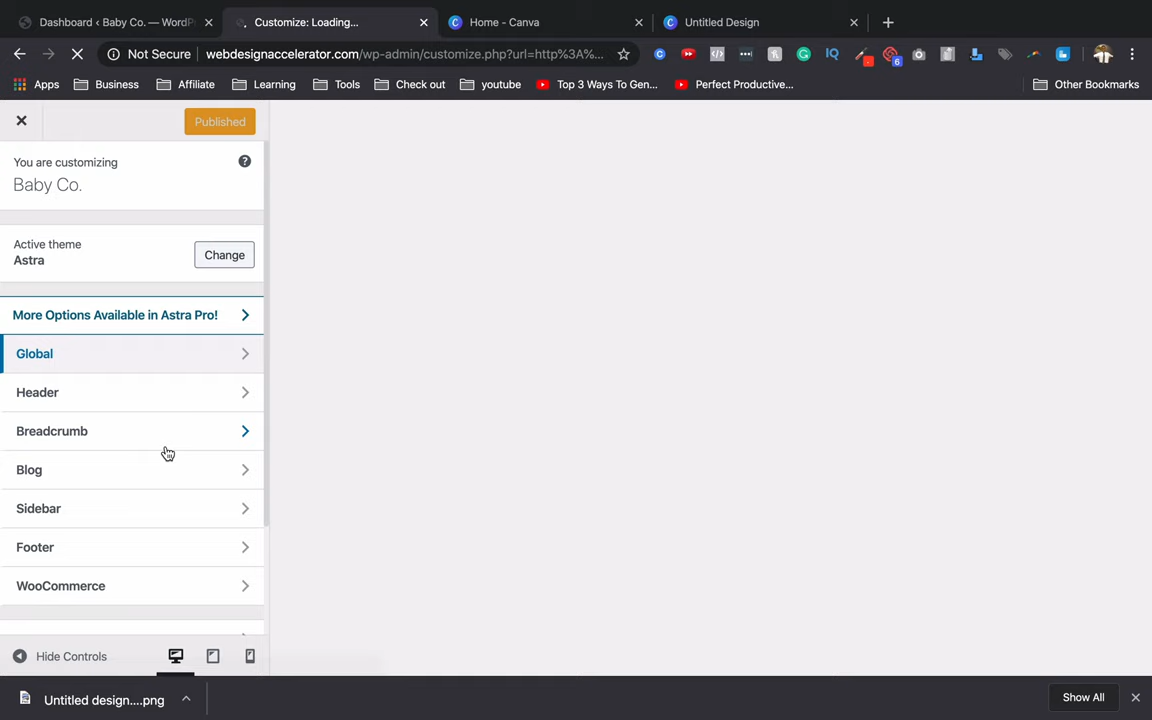 Dashboard ‹ Baby Co. — WordP
Customize: Loading...
Home - Canva
Untitled Design
Not Secure
webdesignaccelerator.com/wp-admin/customize.php?url=http%3A%...
6
Apps
Business
Affiliate
Learning
Tools
Check out
youtube
Top 3 Ways To Gen...
Perfect Productive...
Other Bookmarks
Published
You are customizing
Baby Co.
Active theme
Astra
Change
More Options Available in Astra Pro!
Global
Header
Breadcrumb
Blog
Sidebar
Footer
WooCommerce
Hide Controls
Untitled design....png
Show All